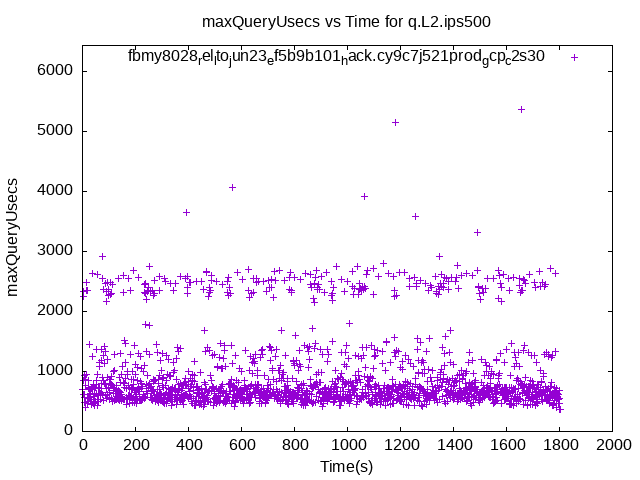 maxQueryUsecs vs Time for q.L2.ips500
fbmy8028relltojun23ef5b9b101hack.cy9c7j521prodgcpc2s30
6000
5000
4000
3000
2000
1000
0
maxQueryUsecs
0 200 400 600 800 1000 1200 1400 1600 1800 2000
Time(s)